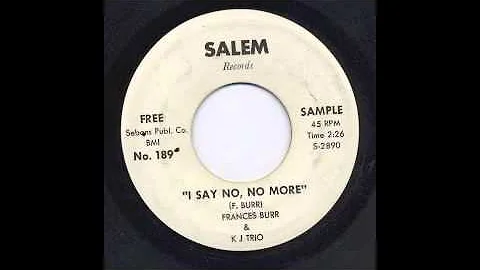 SALEM
Records
FREE
Sebons Publ. Co.
BMI
No. 189
SAMPLE
45 RPM
Time 2:26
S-2890
"I SAY NO, NO MORE"
(F. BURR)
FRANCES BURR
&
K J TRIO